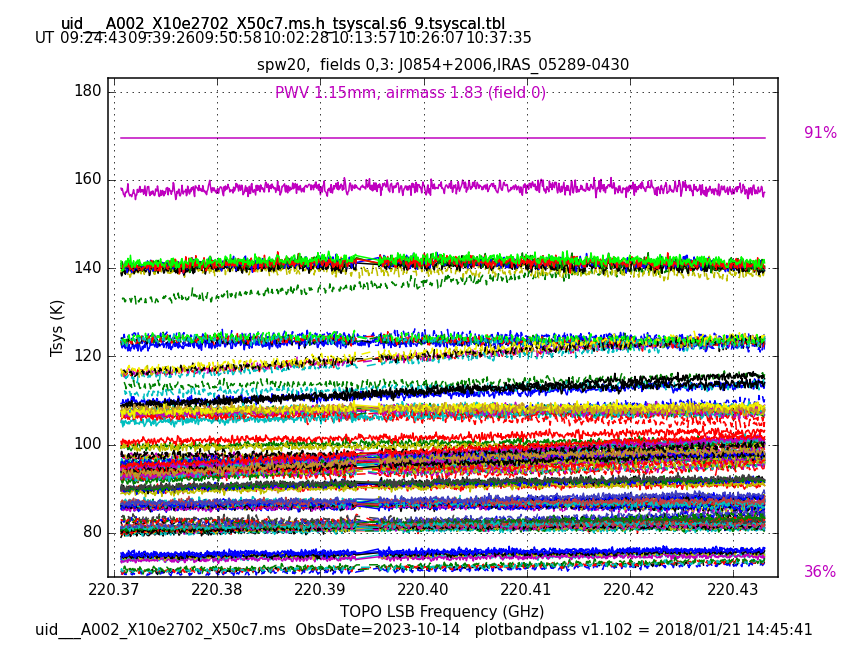 uid___A002_X10e2702_X50c7.ms.h_tsyscal.s6_9.tsyscal.tbl
UT 09:24:43 09:39:26 09:50:58 10:02:28 10:13:57 10:26:07 10:37:35
spw20,  fields 0,3: J0854+2006,IRAS_05289-0430
PWV 1.15mm, airmass 1.83 (field 0)
180
160
140
120
100
80
91%
36%
Tsys (K)
220.37 220.38 220.39 220.40 220.41 220.42 220.43
TOPO LSB Frequency (GHz)
uid___A002_X10e2702_X50c7.ms  ObsDate=2023-10-14   plotbandpass v1.102 = 2018/01/21 14:45:41